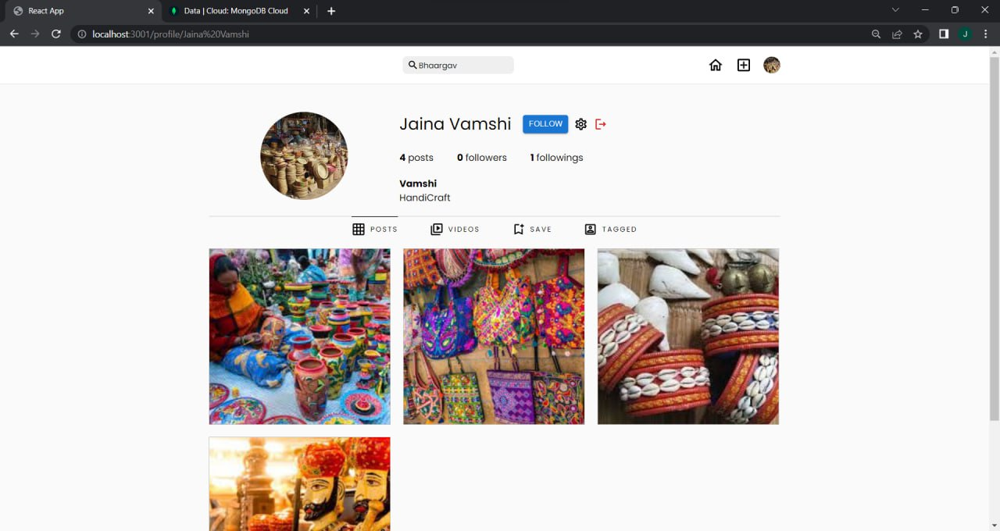 React App
Data | Cloud: MongoDB Cloud
localhost:3001/profile/Jaina%20Vamshi
J
Bhaargav
Jaina Vamshi FOLLOW
4 posts 0 followers 1 followings
Vamshi
HandiCraft
POSTS VIDEOS SAVE TAGGED